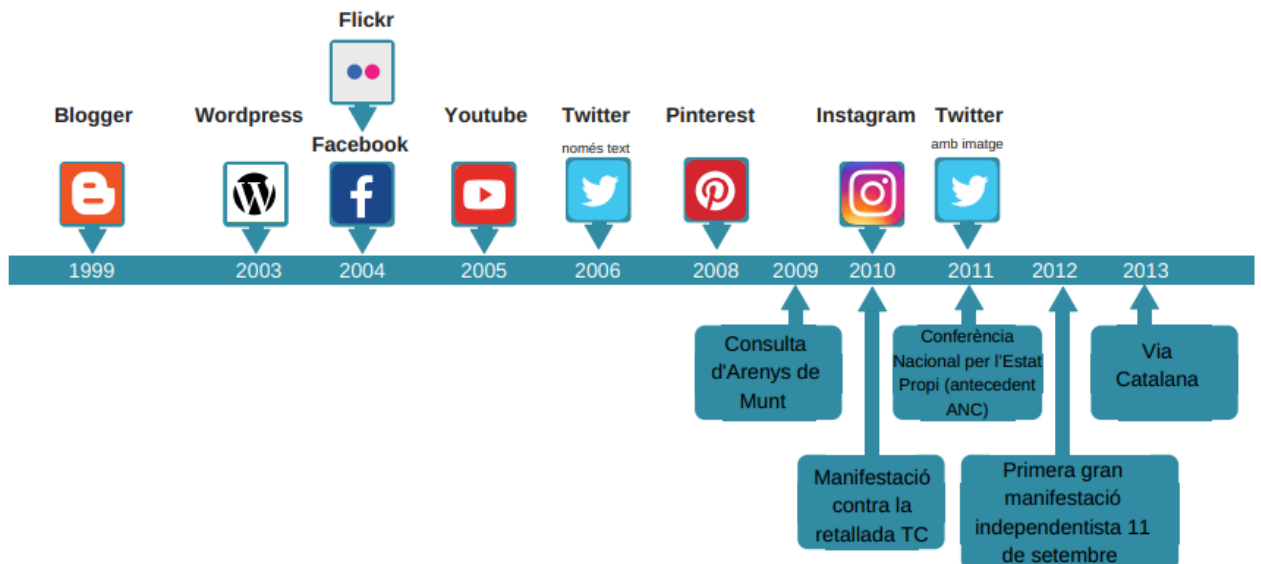 Flickr
Blogger
Wordpress
Facebook
Youtube
Twitter
només text
Pinterest
Instagram
Twitter
amb imatge
1999
2003
2004
2005
2006
2008
2009
2010
2011
2012
2013
Consulta
d'Arenys de
Munt
Manifestació
contra la
retallada TC
Conferència
Nacional per l'Estat
Propi (antecedent
ANC)
Primera gran
manifestació
independentista 11
de setembre
Via
Catalana